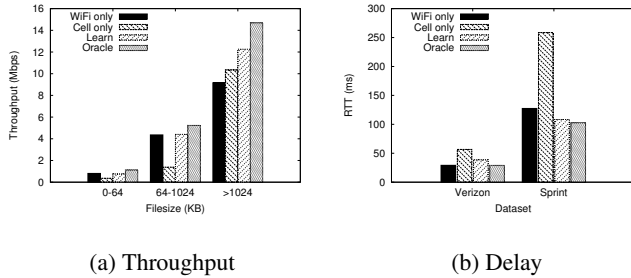 WiFi only
Cell only
Learn
Oracle
16
14
12
10
8
6
4
2
0
Throughput (Mbps)
0-64 64-1024 >1024
Filesize (KB)
(a) Throughput
WiFi only
Cell only
Learn
Oracle
300
250
200
150
100
50
0
RTT (ms)
Verizon Sprint
Dataset
(b) Delay